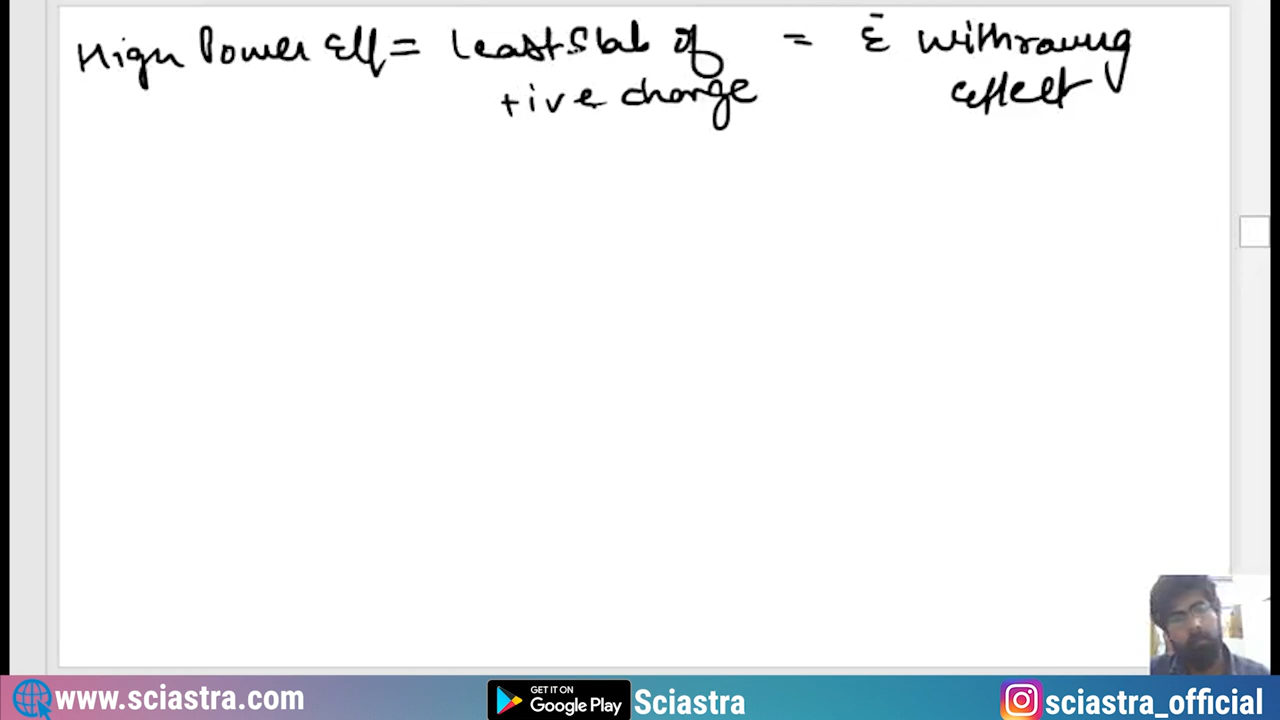 High Power Eff = Least Stab of = Ē withrawug
+ive charge effect
www.sciastra.com GET IT ON Google Play Sciastra sciastra_official